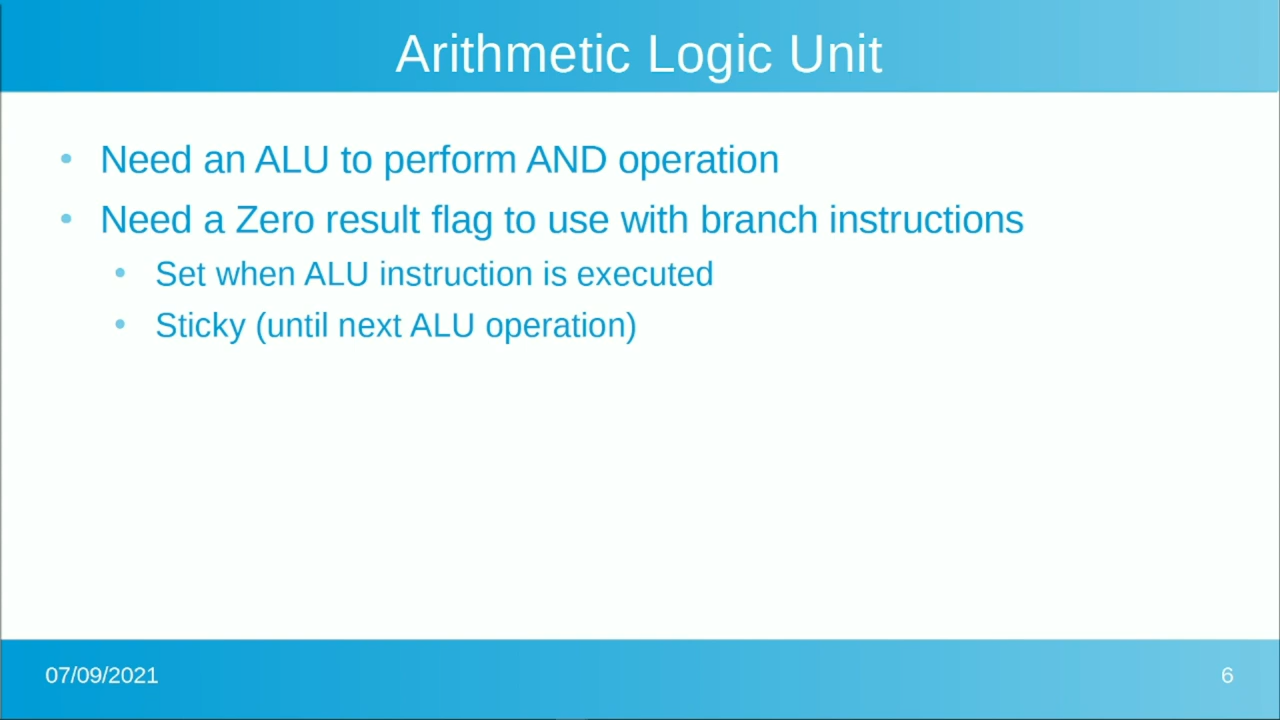 Arithmetic Logic Unit
• Need an ALU to perform AND operation
• Need a Zero result flag to use with branch instructions
• Set when ALU instruction is executed
• Sticky (until next ALU operation)
07/09/2021
6